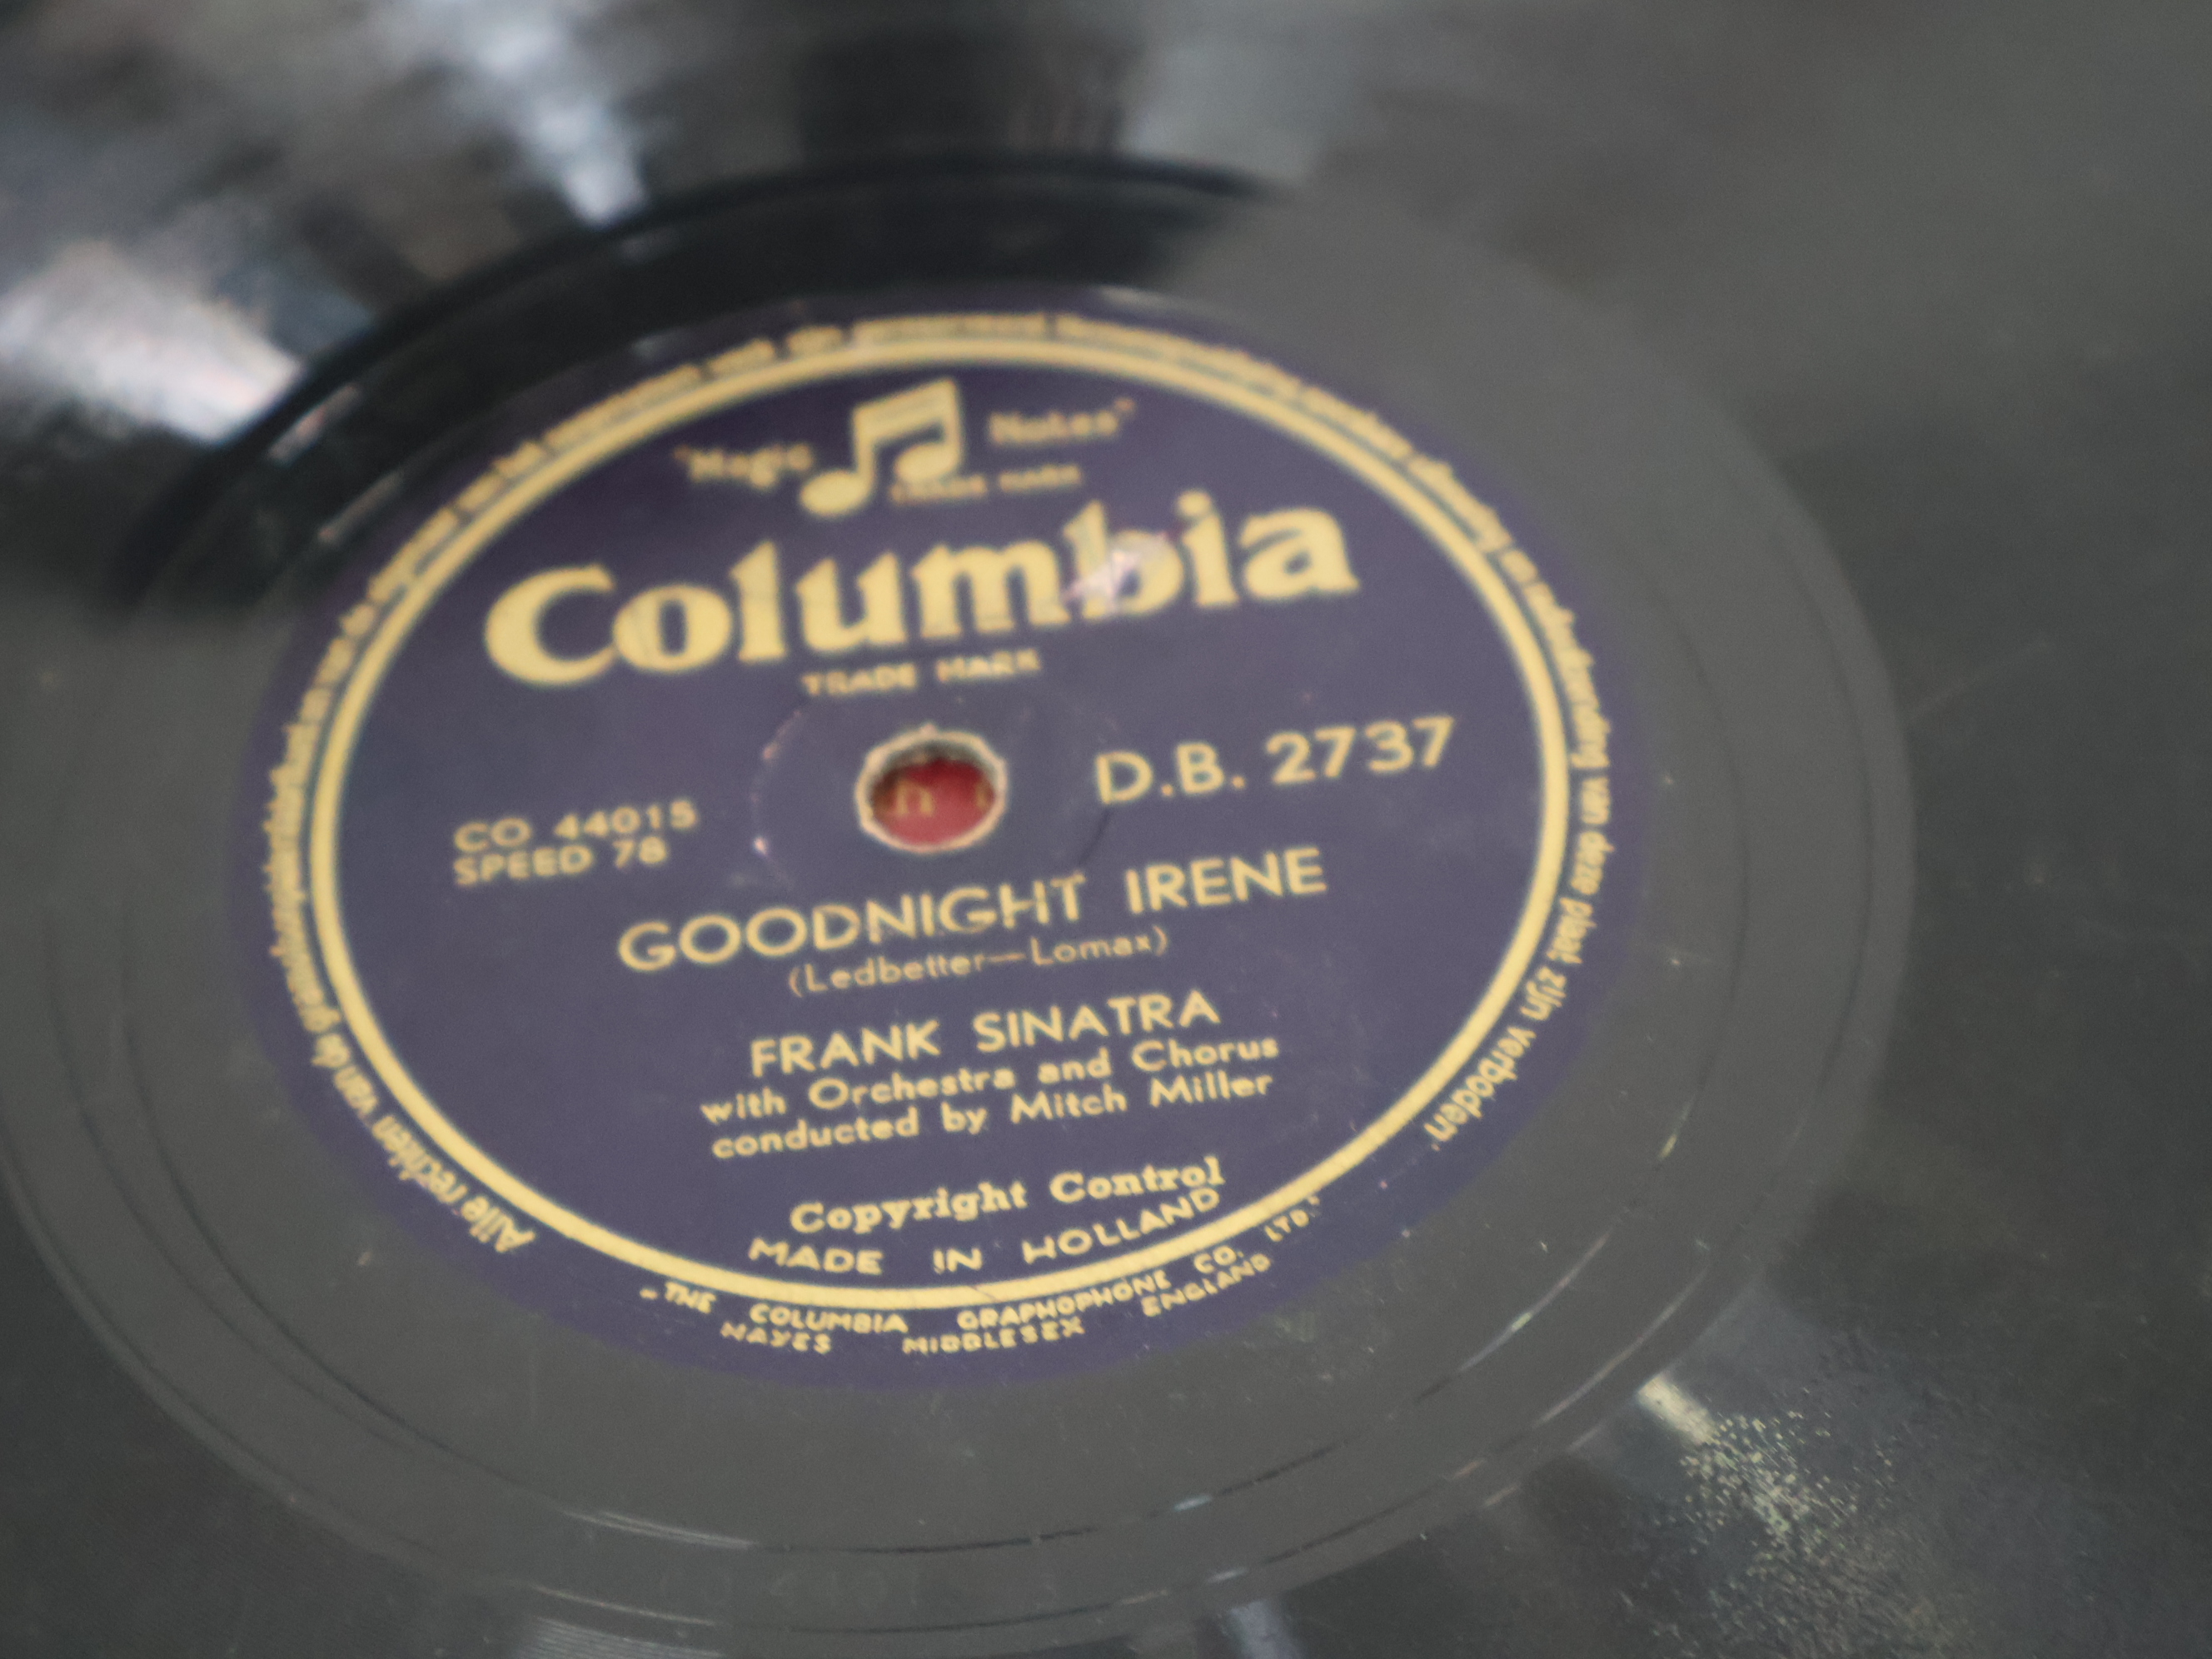 "Magic Notes"
TRADE MARK
Columbia
TRADE MARK
D.B. 2737
CO 44015
SPEED 78
GOODNIGHT IRENE
(Ledbetter—Lomax)
FRANK SINATRA
with Orchestra and Chorus
conducted by Mitch Miller
Copyright Control
MADE IN HOLLAND
THE COLUMBIA GRAPHOPHONE CO. LTD.
HAYES MIDDLESEX ENGLAND
Alle rechten van de van deze plaat zijn verboden